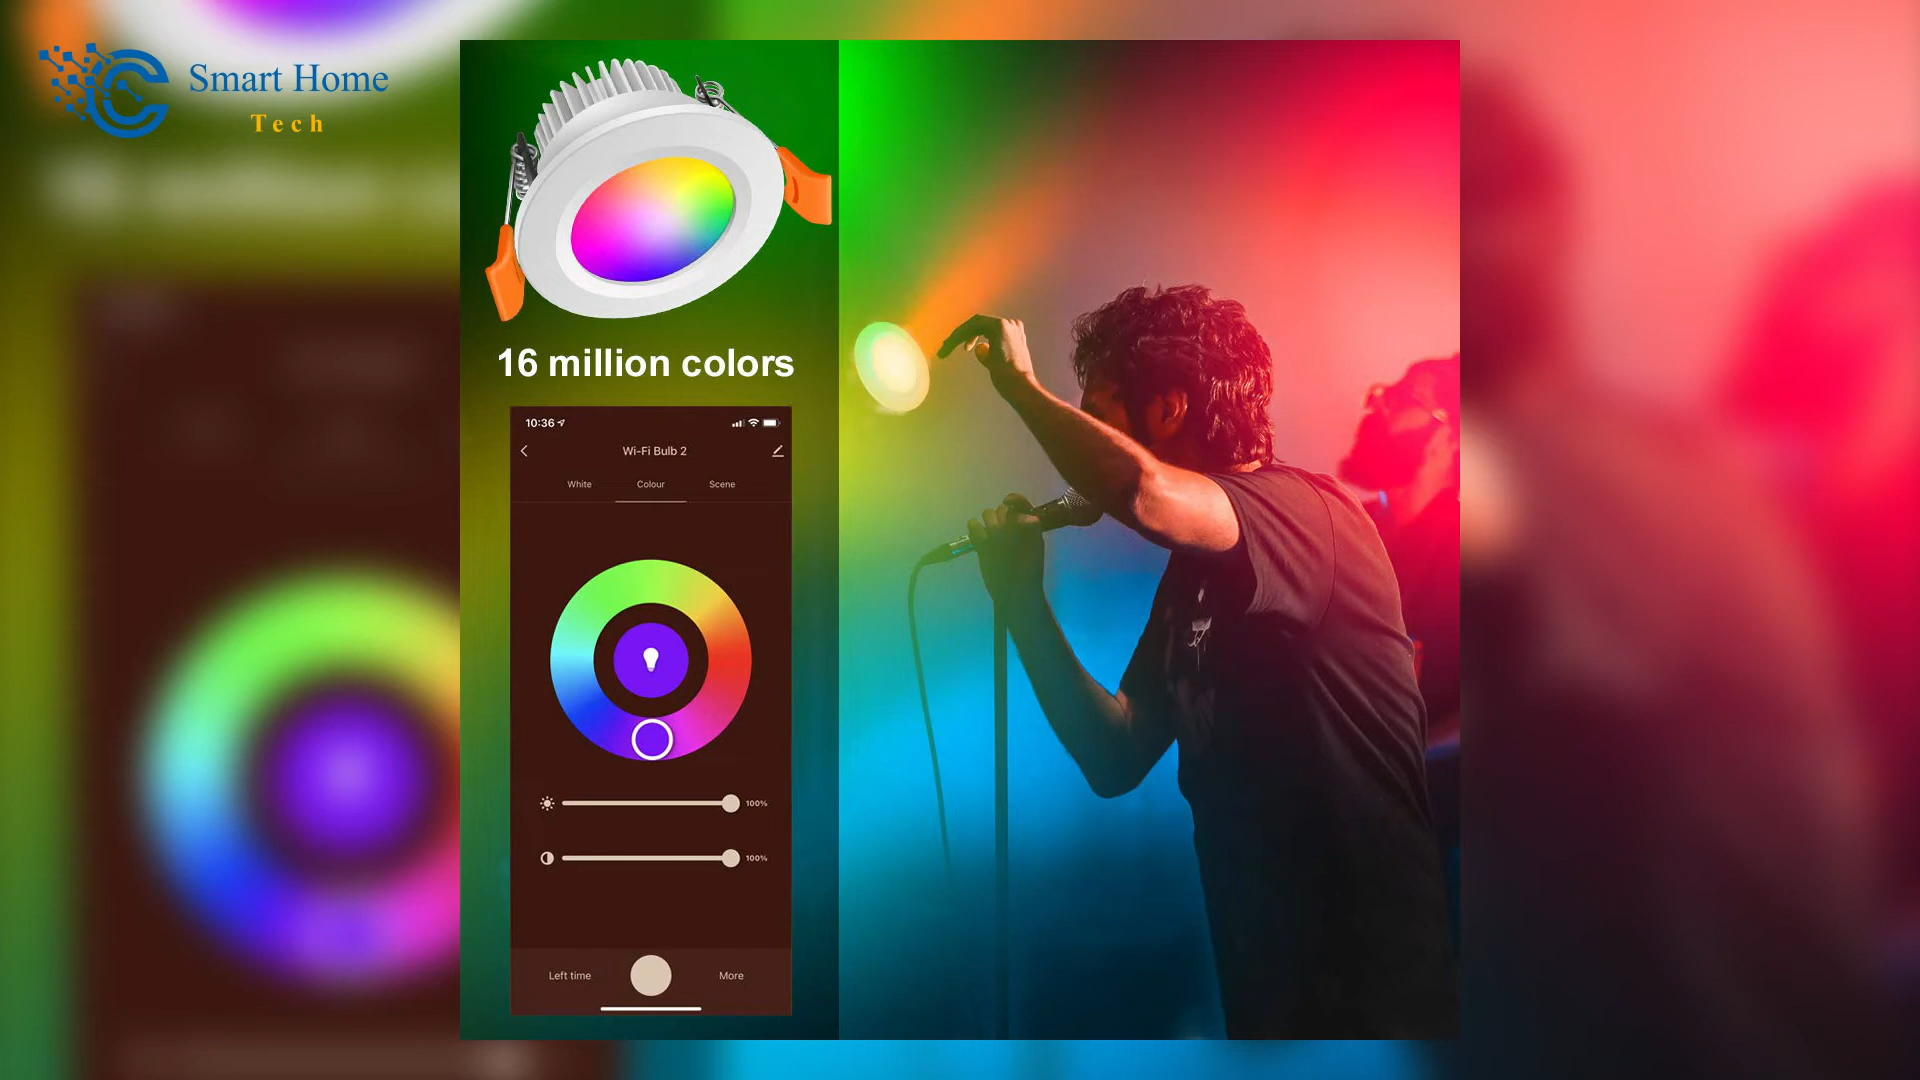 Smart Home
Tech
16 million colors
10:36
Wi-Fi Bulb 2
White Colour Scene
100%
100%
Left time More